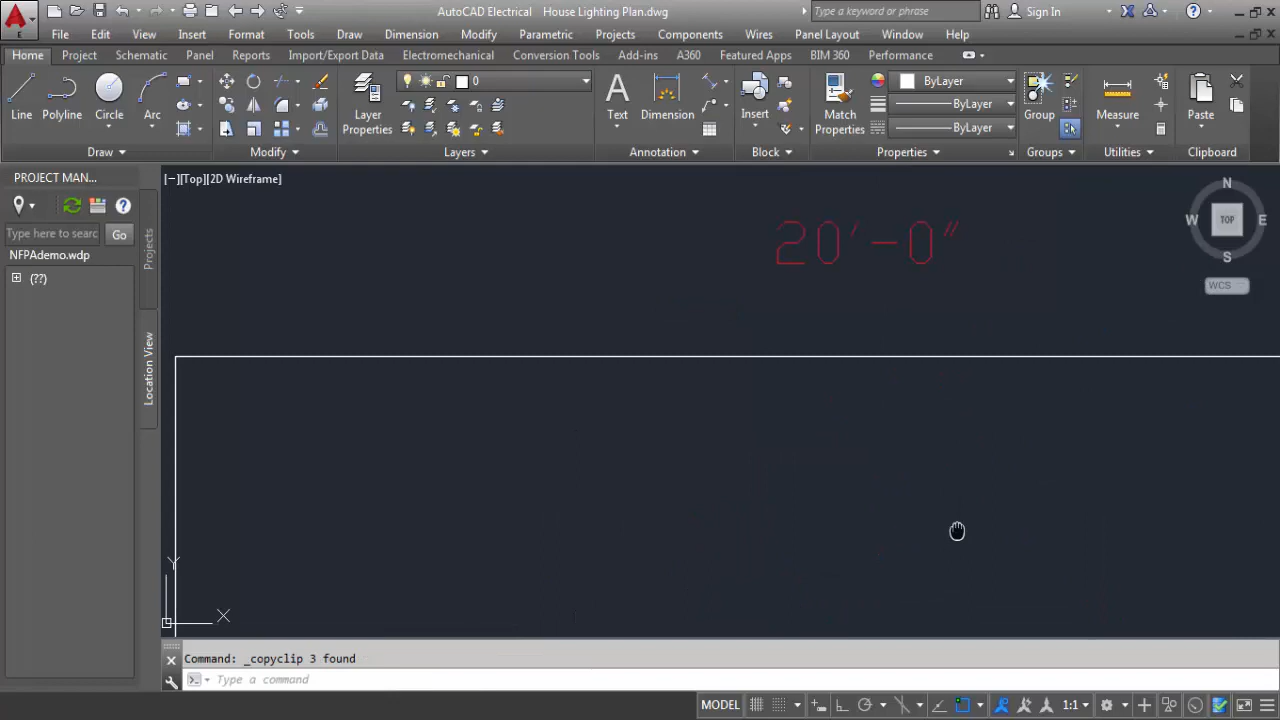 AutoCAD Electrical House Lighting Plan.dwg Type a keyword or phrase Sign In
E File Edit View Insert Format Tools Draw Dimension Modify Parametric Projects Components Wires Panel Layout Window Help
Home Project Schematic Panel Reports Import/Export Data Electromechanical Conversion Tools Add-ins A360 Featured Apps BIM 360 Performance
0 ByLayer
ByLayer
Line Polyline Circle Arc Layer Properties Text Dimension Insert Match Properties Group Measure Paste
ByLayer
Draw Modify Layers Annotation Block Properties Groups Utilities Clipboard
PROJECT MAN...
[−][Top][2D Wireframe]
N
W TOP E
S
WCS
Type here to searc Go
NFPAdemo.wdp
(??)
Projects
Location View
20'-0"
Y
X
Command: _copyclip 3 found
Type a command
MODEL 1:1